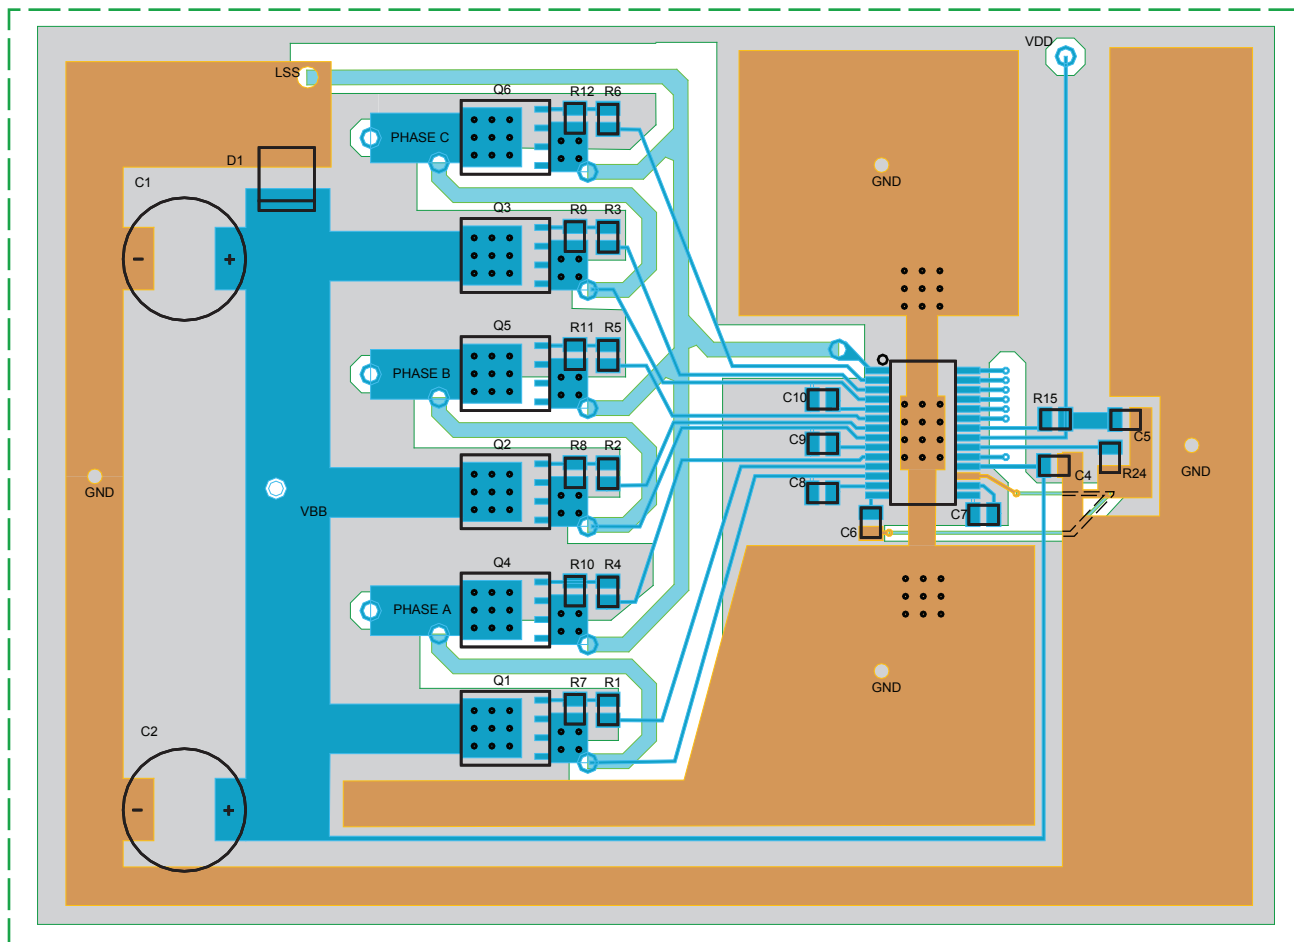 VDD
LSS
Q6
R12 R6
PHASE C
D1
C1
GND
Q3
R9 R3
- +
Q5
R11 R5
PHASE B
C10
R15
C5
C9
Q2
R8 R2
C4
R24
GND
GND
C8
VBB
C7
C6
Q4
R10 R4
PHASE A
Q1
R7 R1
GND
C2
- +